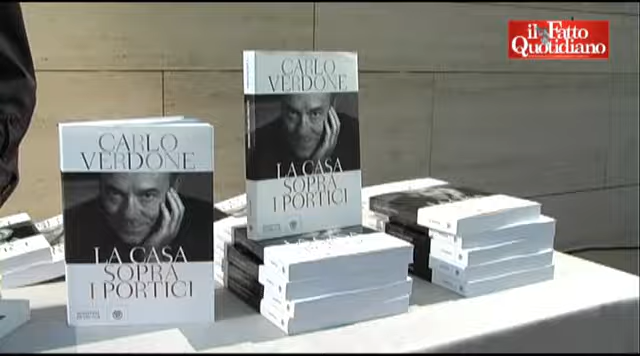 il Fatto
Quotidiano
CARLO
VERDONE
LA CASA
SOPRA
I PORTICI
CARLO
VERDONE
LA CASA
SOPRA
I PORTICI